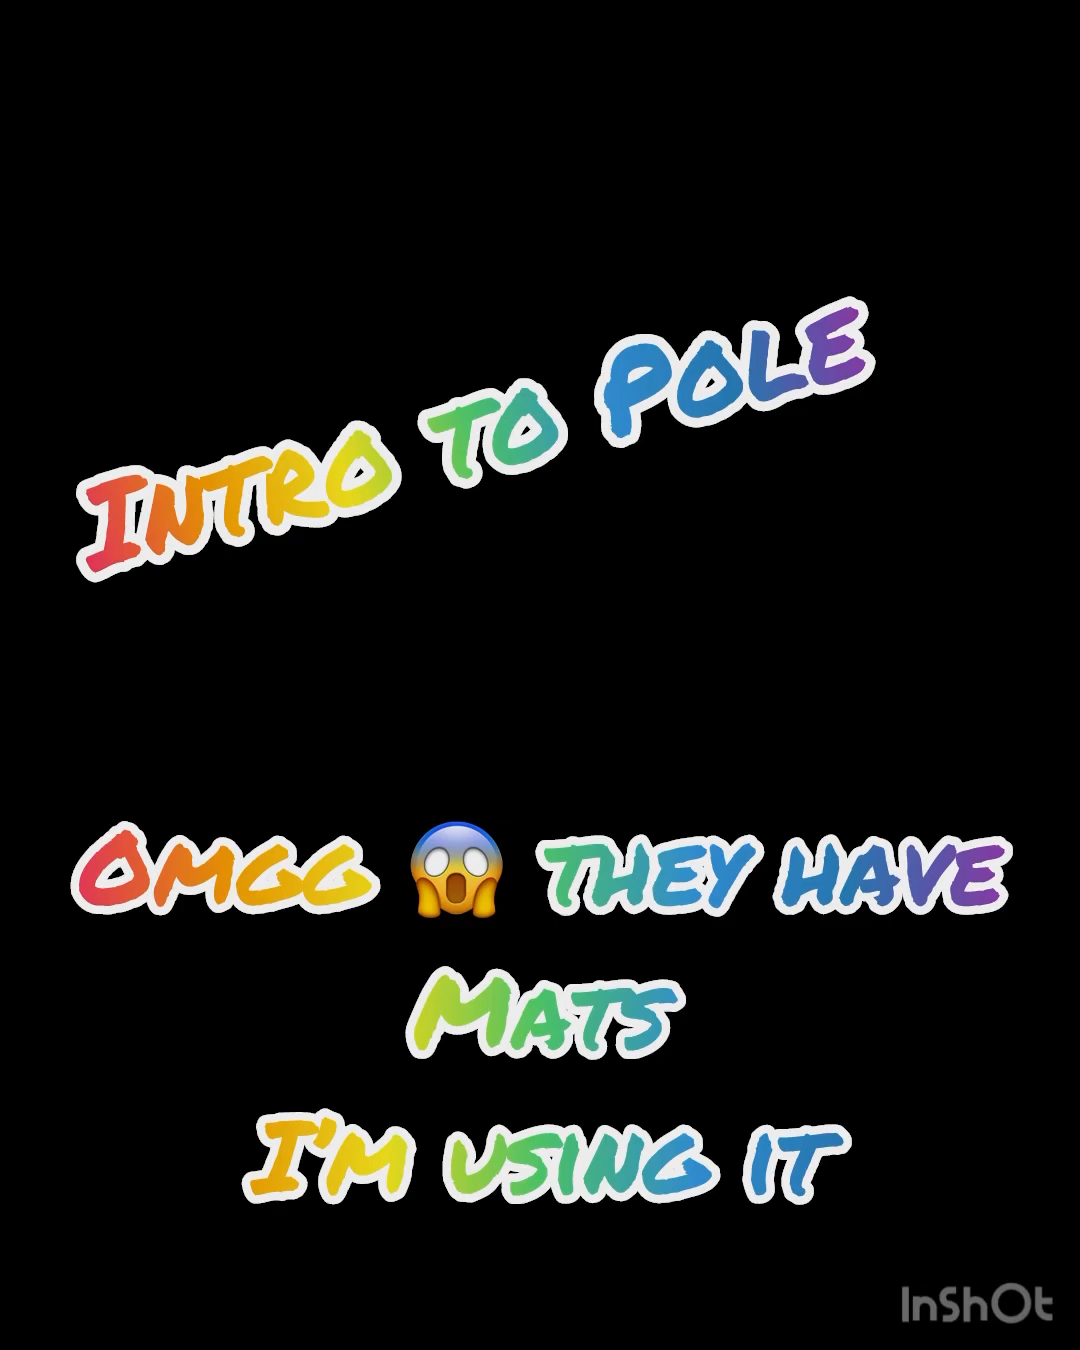 Intro to Pole
Omgg 😱 they have
Mats
I'm using it
InShOt